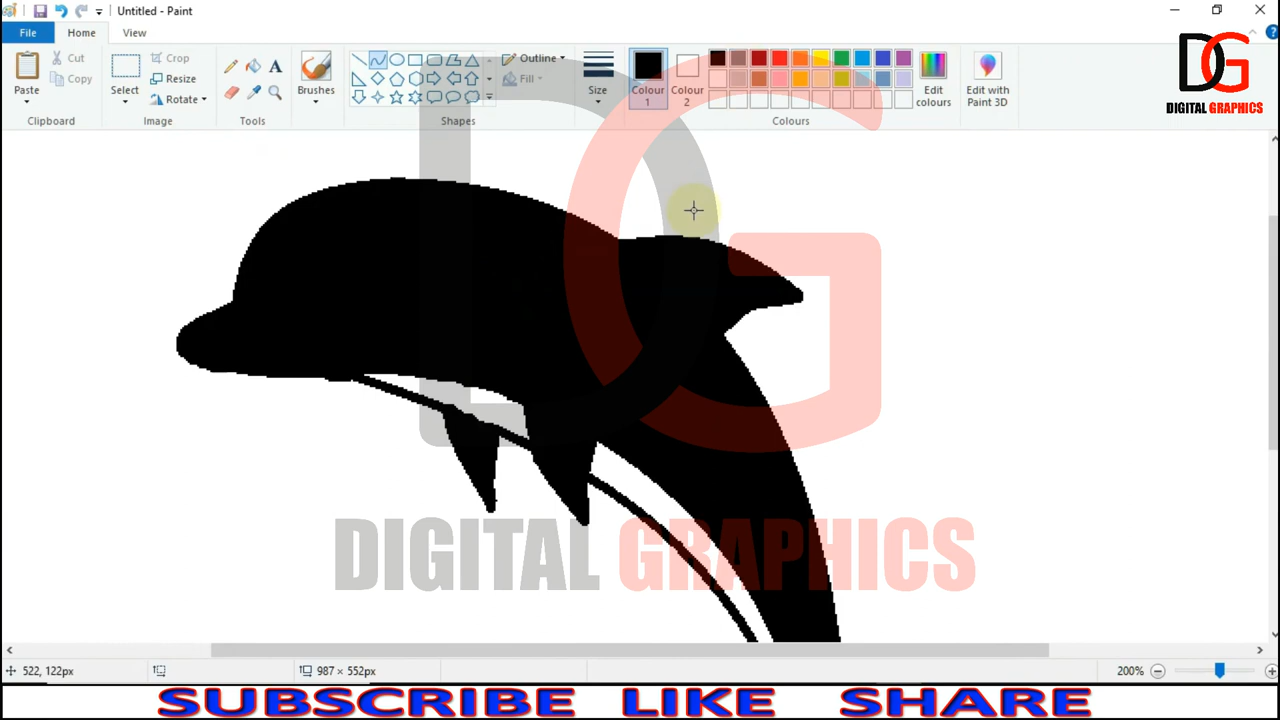 Untitled - Paint
File Home View
Paste
Cut
Copy
Clipboard
Select
Crop
Resize
Rotate
Image
A
Tools
Brushes
Outline
Fill
Shapes
Size
Colour 1
Colour 2
Edit colours
Edit with Paint 3D
Colours
DG
DIGITAL GRAPHICS
DG
DIGITAL GRAPHICS
522, 122px
987 × 552px
200%
SUBSCRIBE LIKE SHARE